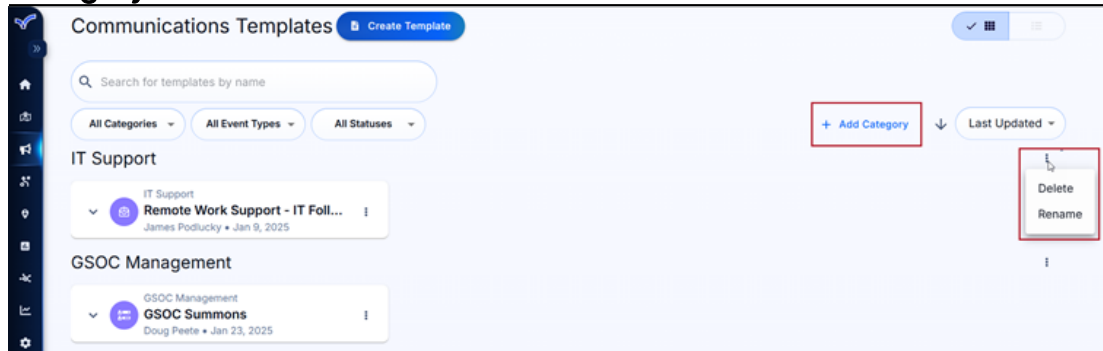 Communications Templates
Create Template
Search for templates by name
All Categories
All Event Types
All Statuses
+ Add Category
Last Updated
IT Support
Delete
Rename
IT Support
Remote Work Support - IT Foll...
James Podlucky • Jan 9, 2025
GSOC Management
GSOC Management
GSOC Summons
Doug Peete • Jan 23, 2025